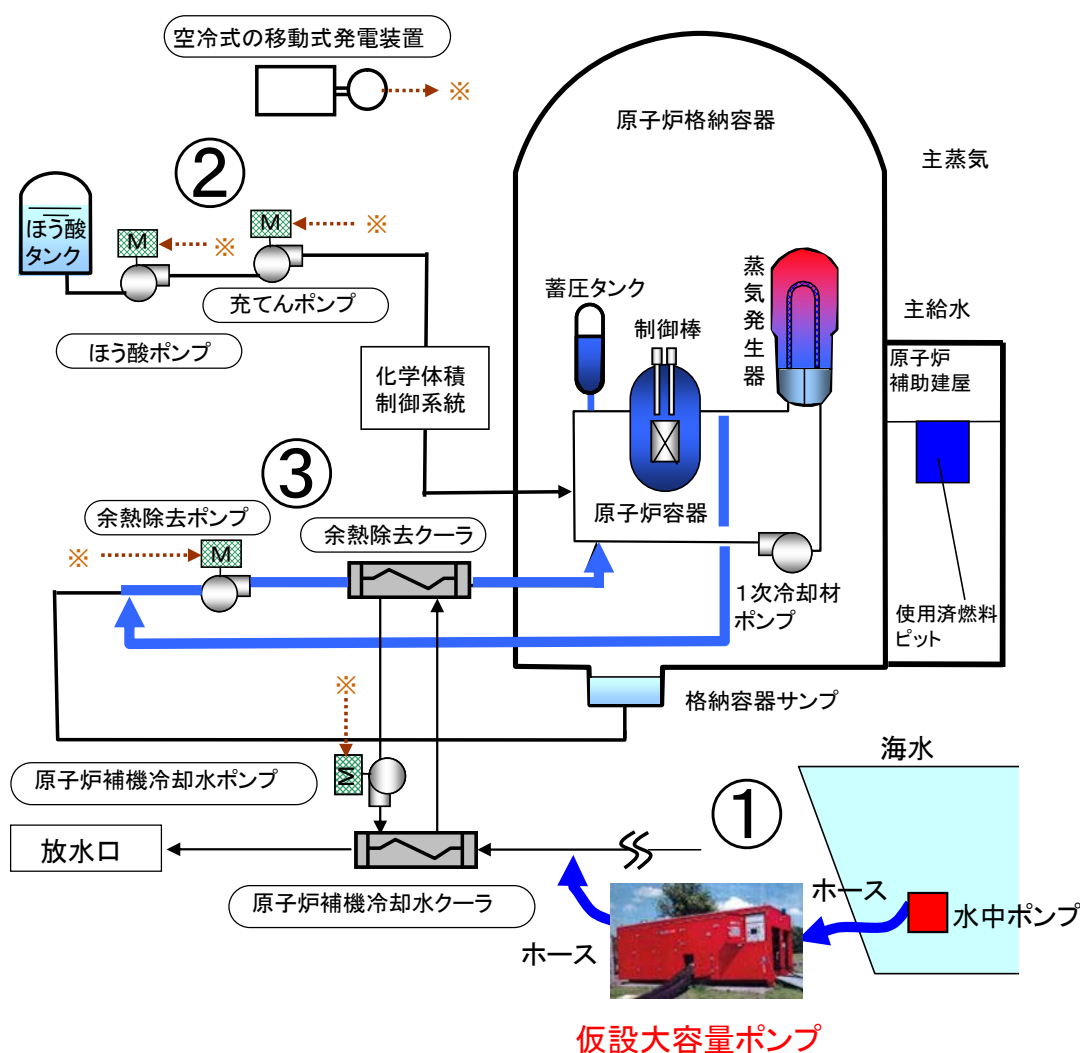 空冷式の移動式発電装置
※
②
ほう酸
タンク
M
※
M
※
充てんポンプ
ほう酸ポンプ
化学体積
制御系統
原子炉格納容器
主蒸気
蒸気発生器
蓄圧タンク
制御棒
主給水
原子炉
補助建屋
原子炉容器
1次冷却材
ポンプ
使用済燃料
ピット
③
余熱除去ポンプ
※
M
余熱除去クーラ
格納容器サンプ
※
M
原子炉補機冷却水ポンプ
放水口
原子炉補機冷却水クーラ
①
海水
ホース
水中ポンプ
ホース
仮設大容量ポンプ